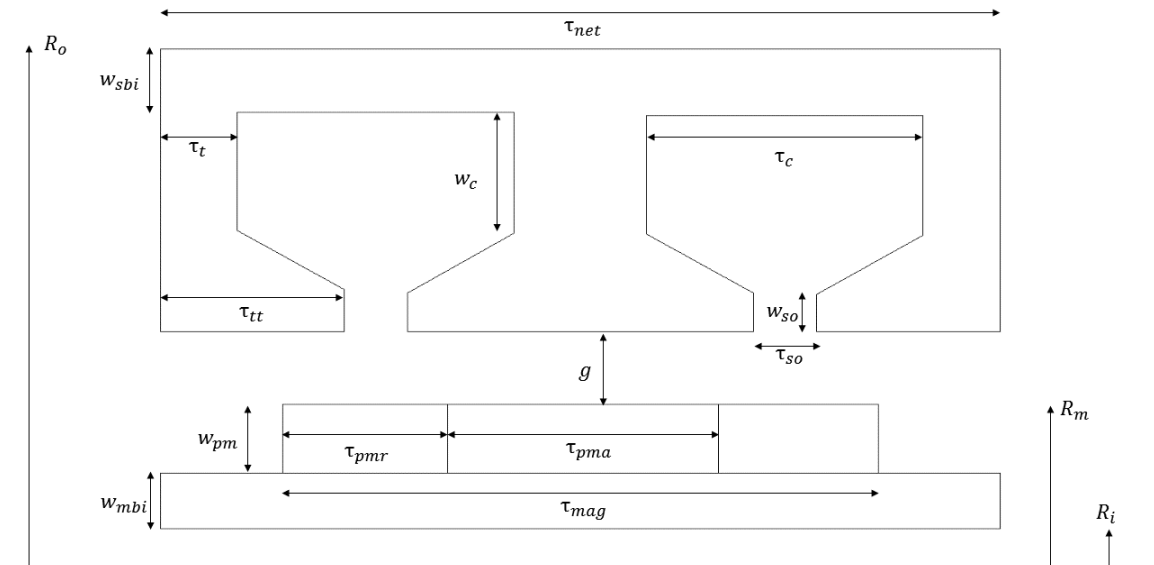 τ_net
R_o
w_sbi
τ_t
τ_c
w_c
τ_tt
w_so
τ_so
g
R_m
w_pm
τ_pmr
τ_pma
w_mbi
τ_mag
R_i